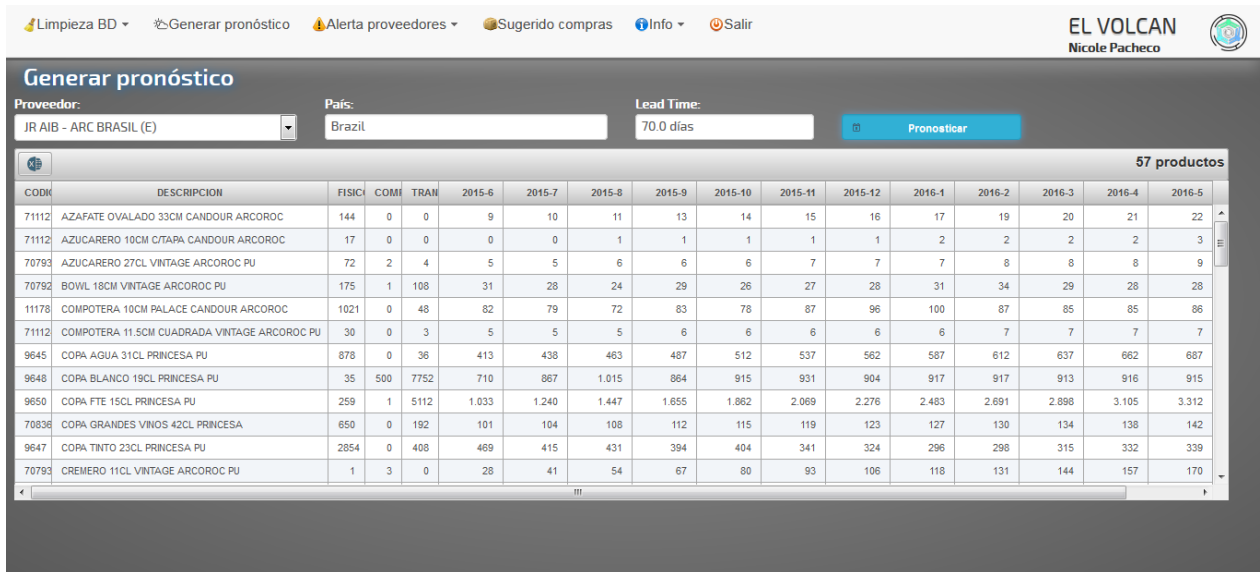 Limpieza BD Generar pronóstico Alerta proveedores Sugerido compras Info Salir
EL VOLCAN
Nicole Pacheco
Generar pronóstico
Proveedor: País: Lead Time:
JR AIB - ARC BRASIL (E) Brazil 70.0 días Pronosticar
57 productos
CODIG DESCRIPCION FISICO COMP TRAN 2015-6 2015-7 2015-8 2015-9 2015-10 2015-11 2015-12 2016-1 2016-2 2016-3 2016-4 2016-5
71112 AZAFATE OVALADO 33CM CANDOUR ARCOROC 144 0 0 9 10 11 13 14 15 16 17 19 20 21 22
71112 AZUCARERO 10CM C/TAPA CANDOUR ARCOROC 17 0 0 0 0 1 1 1 1 1 2 2 2 2 3
70793 AZUCARERO 27CL VINTAGE ARCOROC PU 72 2 4 5 5 6 6 6 7 7 7 8 8 8 9
70792 BOWL 18CM VINTAGE ARCOROC PU 175 1 108 31 28 24 29 26 27 28 31 34 29 28 28
11178 COMPOTERA 10CM PALACE CANDOUR ARCOROC 1021 0 48 82 79 72 83 78 87 96 100 87 85 85 86
71112 COMPOTERA 11.5CM CUADRADA VINTAGE ARCOROC PU 30 0 3 5 5 5 6 6 6 6 6 7 7 7 7
9645 COPA AGUA 31CL PRINCESA PU 878 0 36 413 438 463 487 512 537 562 587 612 637 662 687
9648 COPA BLANCO 19CL PRINCESA PU 35 500 7752 710 867 1.015 864 915 931 904 917 917 913 916 915
9650 COPA FTE 15CL PRINCESA PU 259 1 5112 1.033 1.240 1.447 1.655 1.862 2.069 2.276 2.483 2.691 2.898 3.105 3.312
70836 COPA GRANDES VINOS 42CL PRINCESA 650 0 192 101 104 108 112 115 119 123 127 130 134 138 142
9647 COPA TINTO 23CL PRINCESA PU 2854 0 408 469 415 431 394 404 341 324 296 298 315 332 339
70793 CREMERO 11CL VINTAGE ARCOROC PU 1 3 0 28 41 54 67 80 93 106 118 131 144 157 170